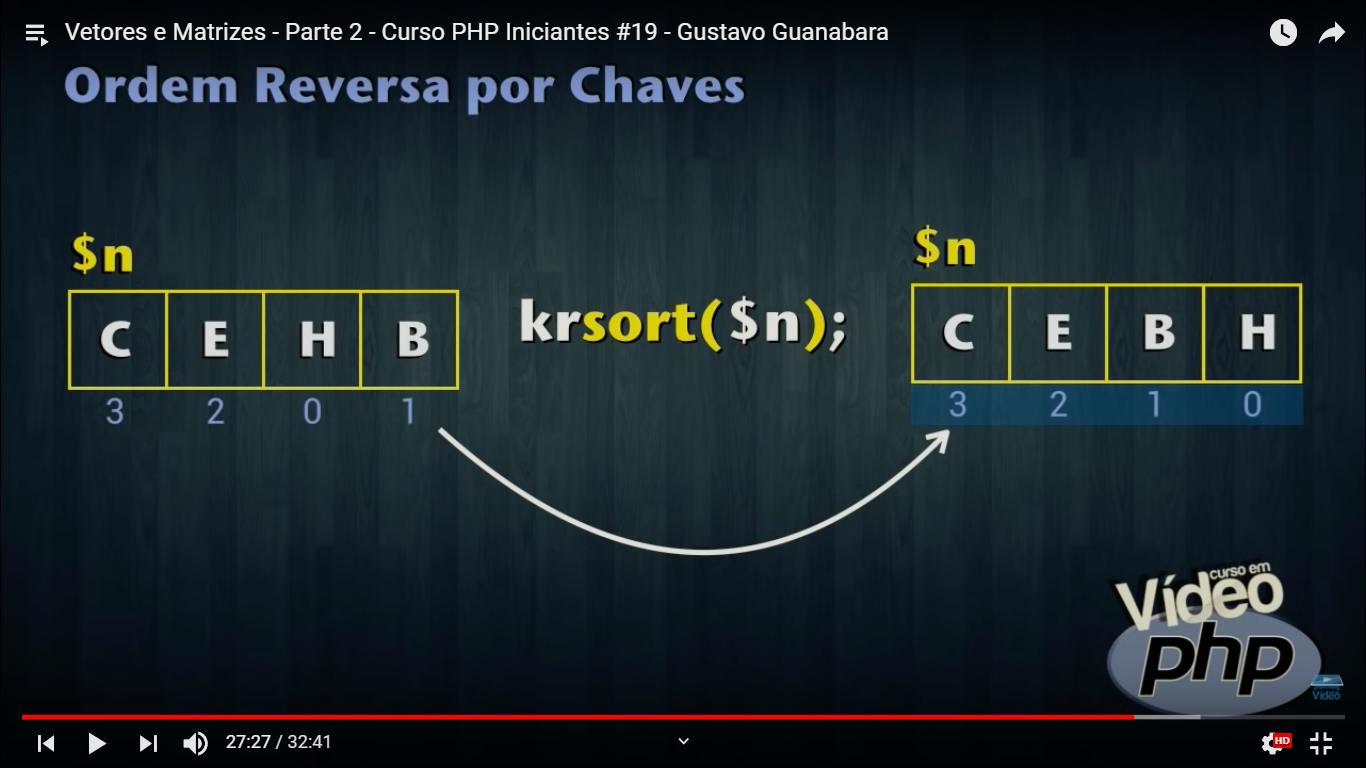 Vetores e Matrizes - Parte 2 - Curso PHP Iniciantes #19 - Gustavo Guanabara
Ordem Reversa por Chaves
$n
C E H B
3 2 0 1
krsort($n);
$n
C E B H
3 2 1 0
curso em
Vídeo
php
Vídeo
27:27 / 32:41
HD